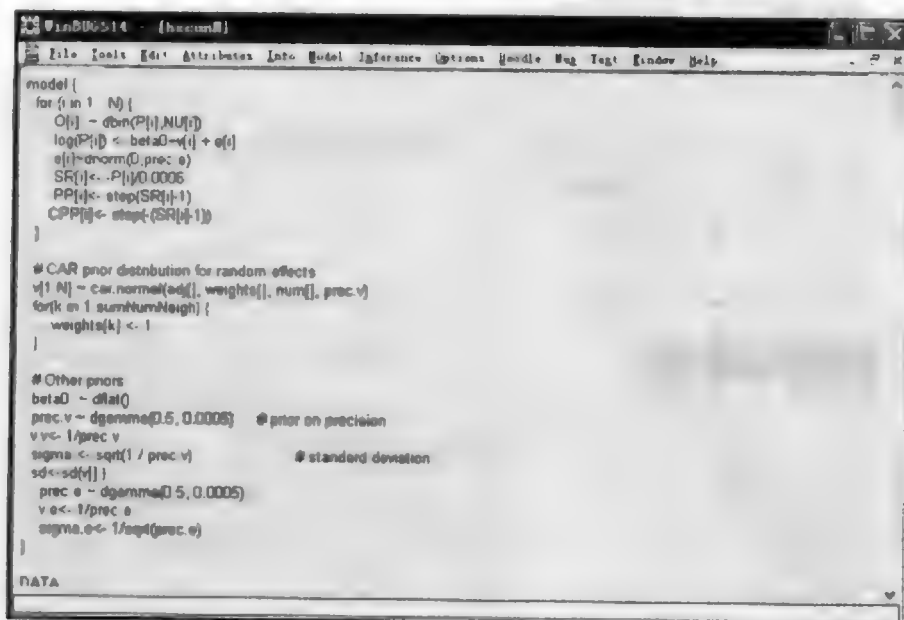 WinBUGS14
File Tools Edit Attributes Info Model Inference Options Doodle Map Text Window Help
model {
for (i in 1 N) {
O[i] ~ dbin(P[i],NU[i])
log(P[i]) <- beta0+v[i] + e[i]
e[i]~dnorm(0,prec.e)
SR[i]<- P[i]/0.0006
PP[i]<- step(SR[i]-1)
CPP[i]<- step(-(SR[i]-1))
}
# CAR prior distribution for random effects
v[1 N] ~ car.normal(adj[], weights[], num[], prec.v)
for(k in 1 sumNumNeigh) {
weights[k] <- 1
}
# Other priors
beta0 ~ dflat()
prec.v ~ dgamma(0.5, 0.0005) # prior on precision
v.v<- 1/prec.v
sigma <- sqrt(1 / prec.v) # standard deviation
sd<-sd(v[] )
prec.e ~ dgamma(0.5, 0.0005)
v.e<- 1/prec.e
sigma.e<- 1/sqrt(prec.e)
}
DATA